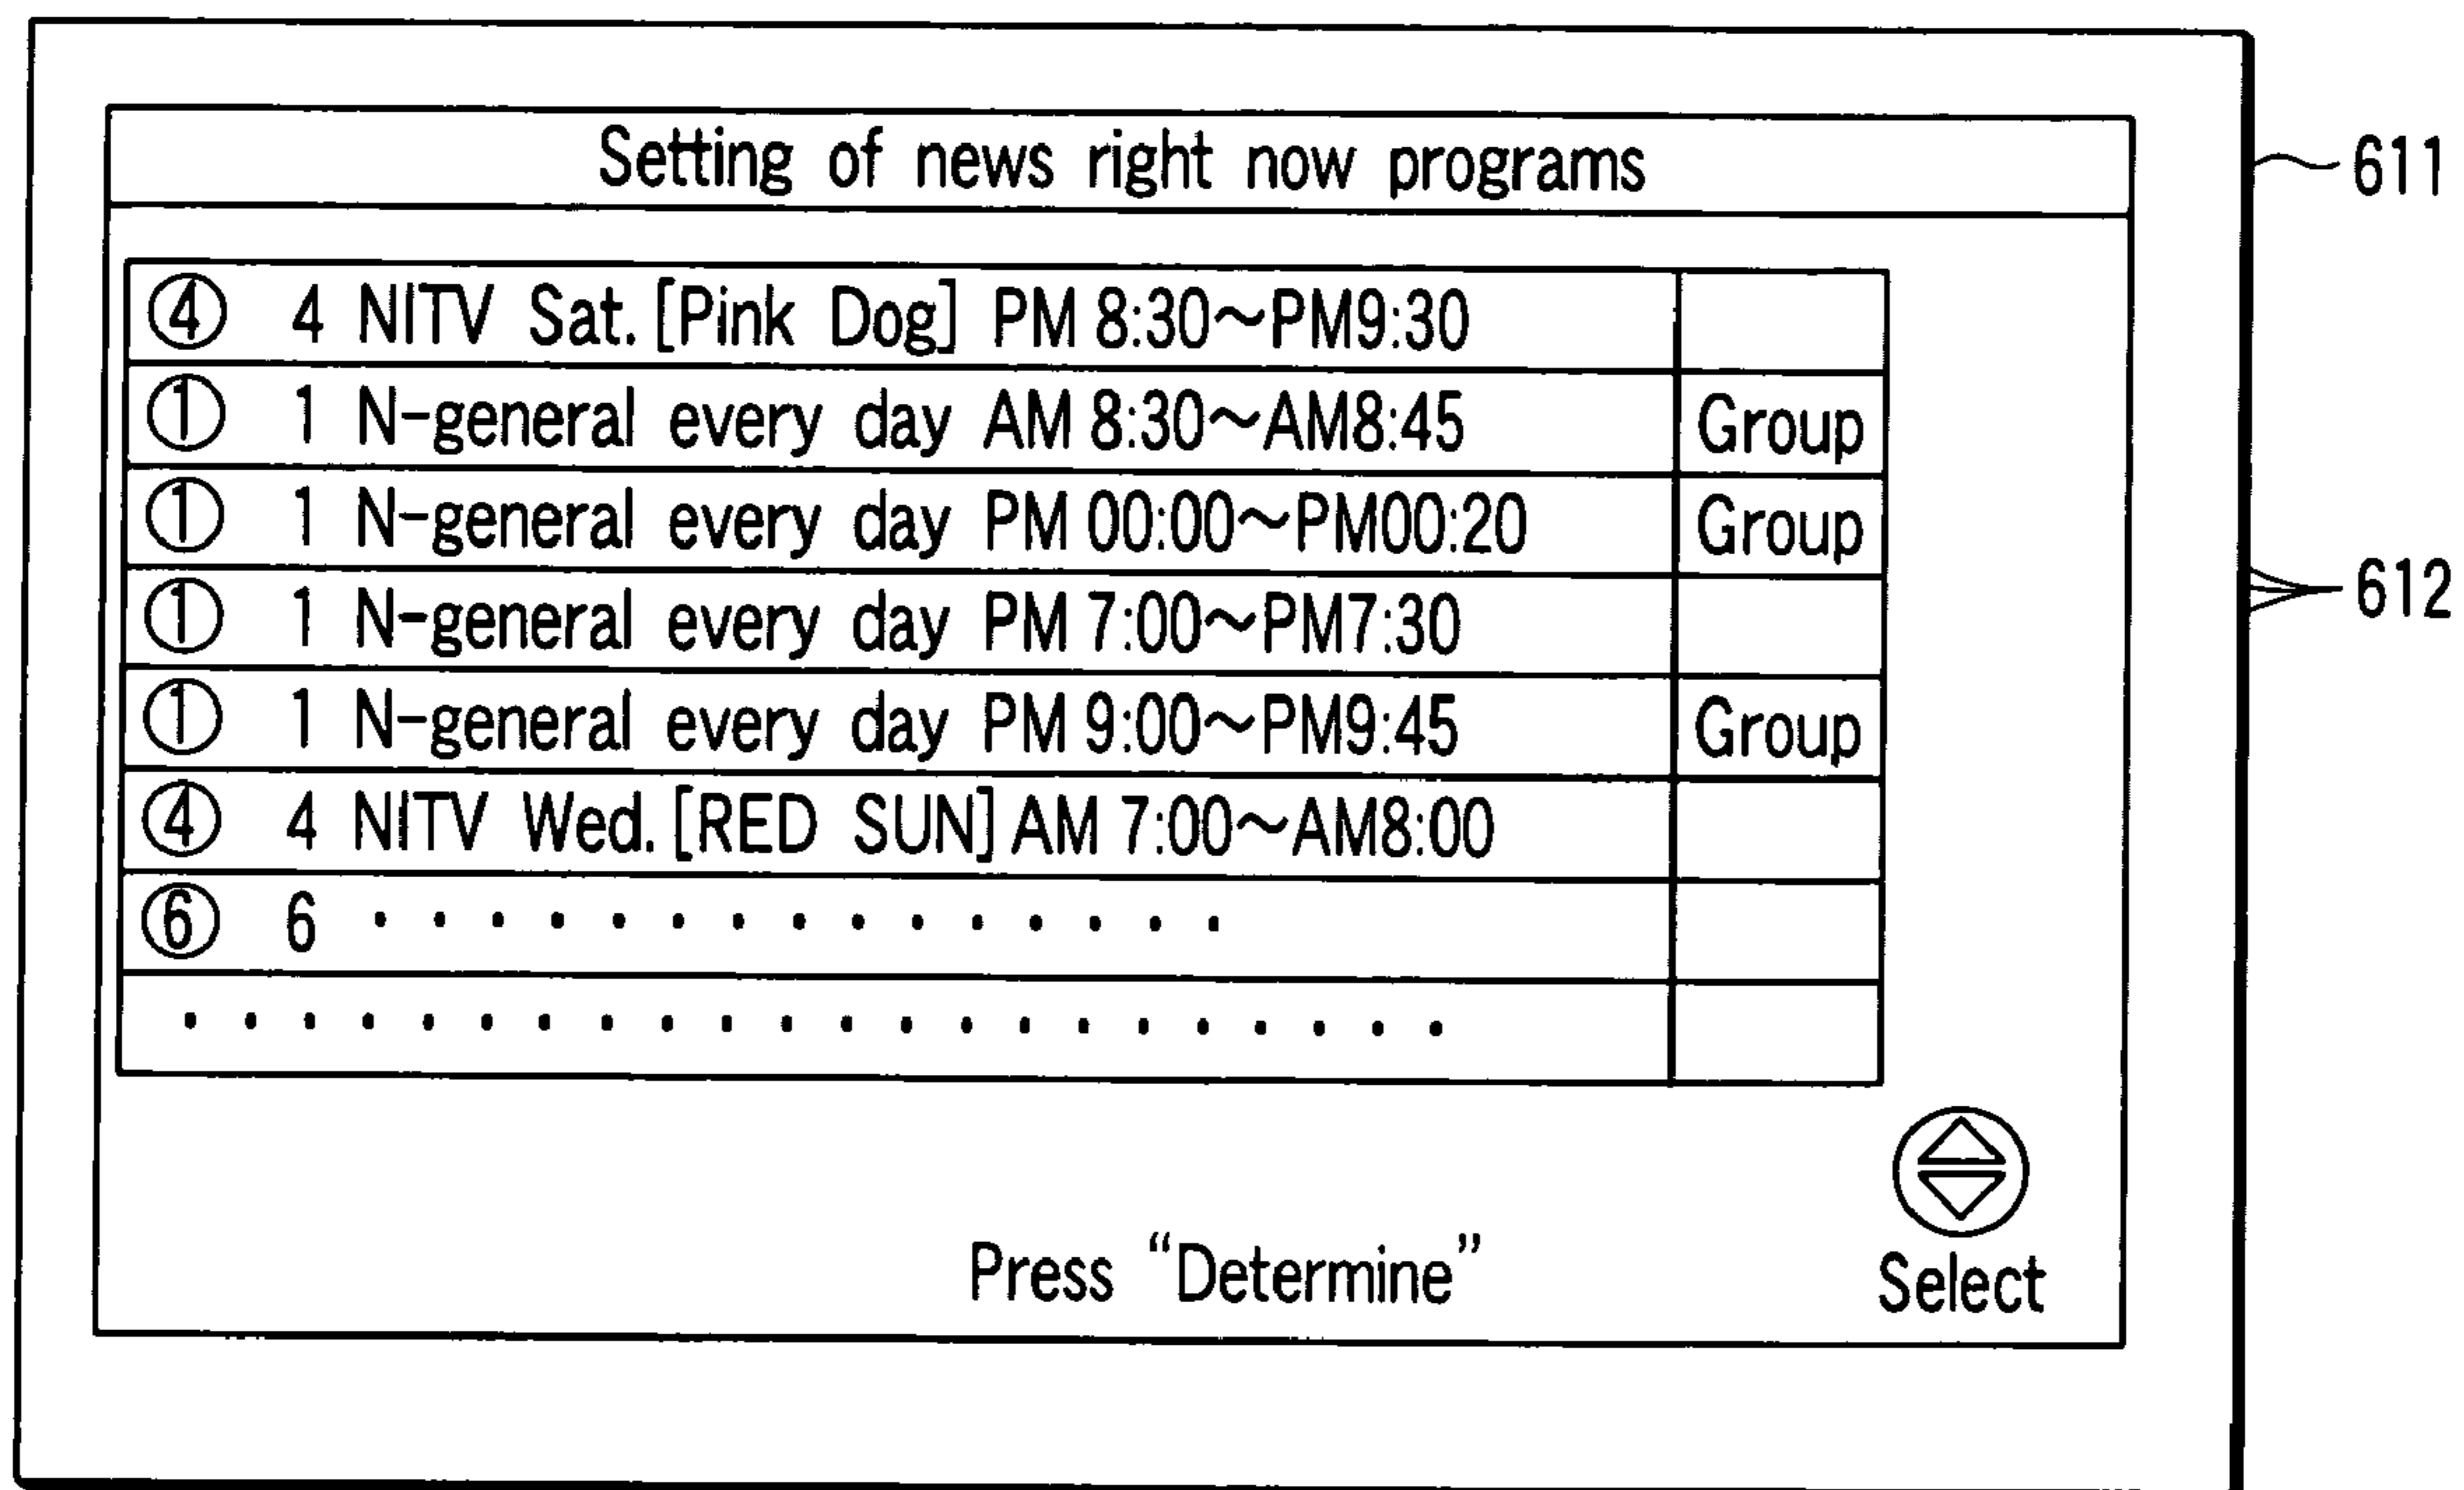 Setting of news right now programs
611
④ 4 NITV Sat. [Pink Dog] PM 8:30~PM9:30
① 1 N-general every day AM 8:30~AM8:45 Group
① 1 N-general every day PM 00:00~PM00:20 Group
① 1 N-general every day PM 7:00~PM7:30
612
① 1 N-general every day PM 9:00~PM9:45 Group
④ 4 NITV Wed. [RED SUN] AM 7:00~AM8:00
⑥ 6 . . . . . . . . . . . . . . .
. . . . . . . . . . . . . . . . . . . . . .
Press “Determine”
Select